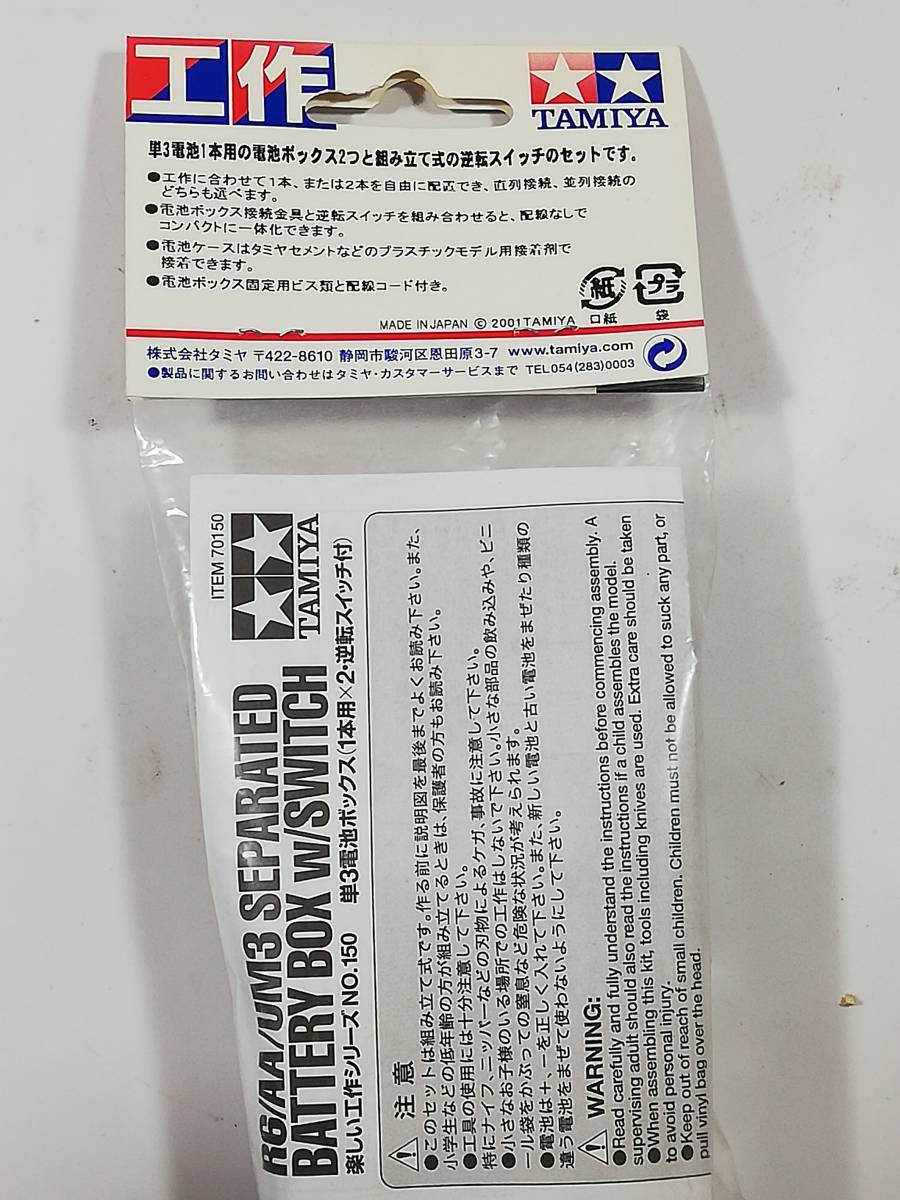 工作
TAMIYA
単3電池1本用の電池ボックス2つと組み立て式の逆転スイッチのセットです。
●工作に合わせて1本、または2本を自由に配置でき、直列接続、並列接続の
どちらも選べます。
●電池ボックス接続金具と逆転スイッチを組み合わせると、配線なしで
コンパクトに一体化できます。
●電池ケースはタミヤセメントなどのプラスチックモデル用接着剤で
接着できます。
●電池ボックス固定用ビス類と配線コード付き。
紙
プラ
口紙
袋
MADE IN JAPAN © 2001 TAMIYA
株式会社タミヤ 〒422-8610 静岡市駿河区恩田原3-7 www.tamiya.com
●製品に関するお問い合わせはタミヤ・カスタマーサービスまで TEL 054(283)0003
ITEM 70150
TAMIYA
R6/AA/UM3 SEPARATED
BATTERY BOX W/SWITCH
楽しい工作シリーズ NO.150 単3電池ボックス(1本用×2・逆転スイッチ付)
注意
●このセットは組み立て式です。作る前に説明図を最後までよくお読み下さい。また、
小学生などの低年齢の方が組み立てるときは、保護者の方もお読み下さい。
●工具の使用には十分注意して下さい。
特にナイフ、ニッパーなどの刃物によるケガ、事故に注意して下さい。
●小さなお子様のいる場所での工作はしないで下さい。小さな部品の飲み込みや、ビニ
ール袋をかぶっての窒息など危険な状況が考えられます。
●電池は+、-を正しく入れて下さい。また、新しい電池と古い電池をまぜたり種類の
違う電池をまぜて使わないようにして下さい。
WARNING:
●Read carefully and fully understand the instructions before commencing assembly. A
supervising adult should also read the instructions if a child assembles the model.
●When assembling this kit, tools including knives are used. Extra care should be taken
to avoid personal injury.
●Keep out of reach of small children. Children must not be allowed to suck any part, or
pull vinyl bag over the head.